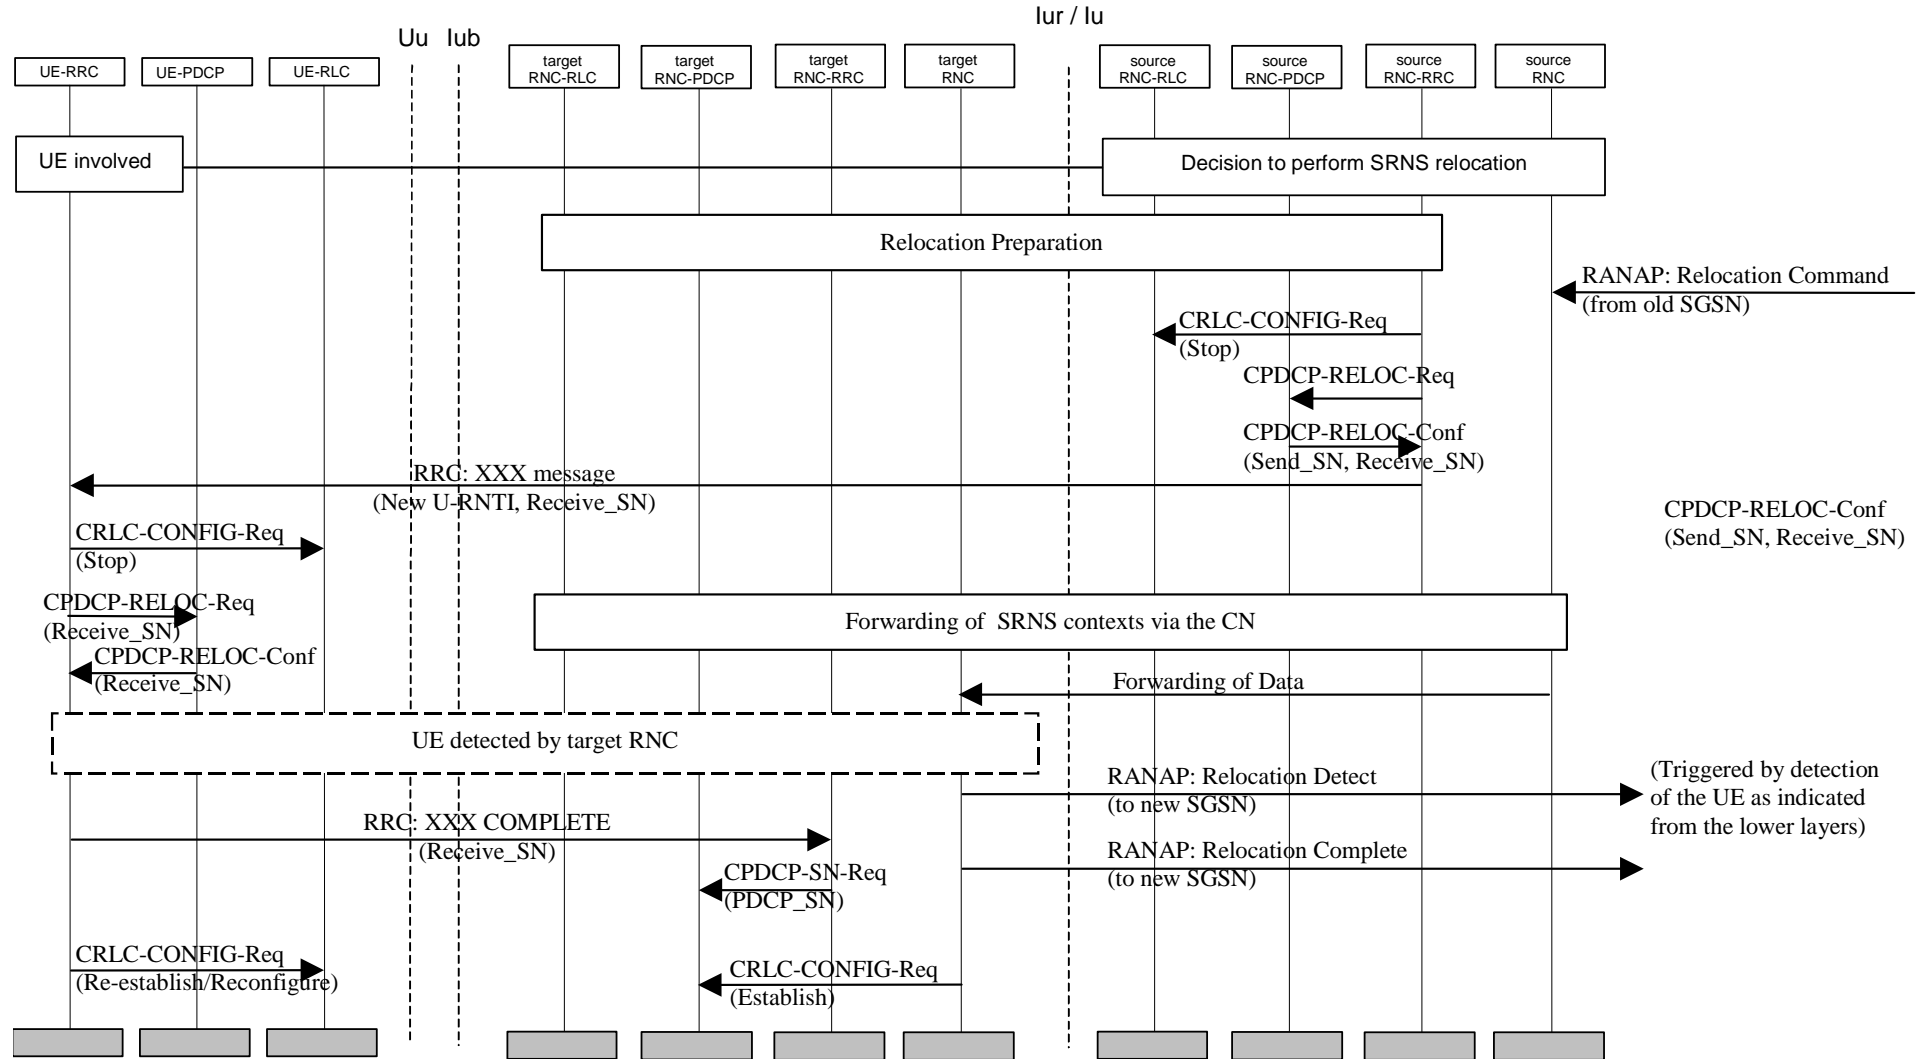 Iur / Iu
Uu Iub
UE-RRC
UE-PDCP
UE-RLC
target
RNC-RLC
target
RNC-PDCP
target
RNC-RRC
target
RNC
source
RNC-RLC
source
RNC-PDCP
source
RNC-RRC
source
RNC
UE involved
Decision to perform SRNS relocation
Relocation Preparation
RANAP: Relocation Command
(from old SGSN)
CRLC-CONFIG-Req
(Stop)
CPDCP-RELOC-Req
CPDCP-RELOC-Conf
(Send_SN, Receive_SN)
RRC: XXX message
(New U-RNTI, Receive_SN)
CPDCP-RELOC-Conf
(Send_SN, Receive_SN)
CRLC-CONFIG-Req
(Stop)
CPDCP-RELOC-Req
(Receive_SN)
Forwarding of SRNS contexts via the CN
CPDCP-RELOC-Conf
(Receive_SN)
Forwarding of Data
UE detected by target RNC
RANAP: Relocation Detect
(to new SGSN)
(Triggered by detection
of the UE as indicated
from the lower layers)
RRC: XXX COMPLETE
(Receive_SN)
RANAP: Relocation Complete
(to new SGSN)
CPDCP-SN-Req
(PDCP_SN)
CRLC-CONFIG-Req
(Re-establish/Reconfigure)
CRLC-CONFIG-Req
(Establish)